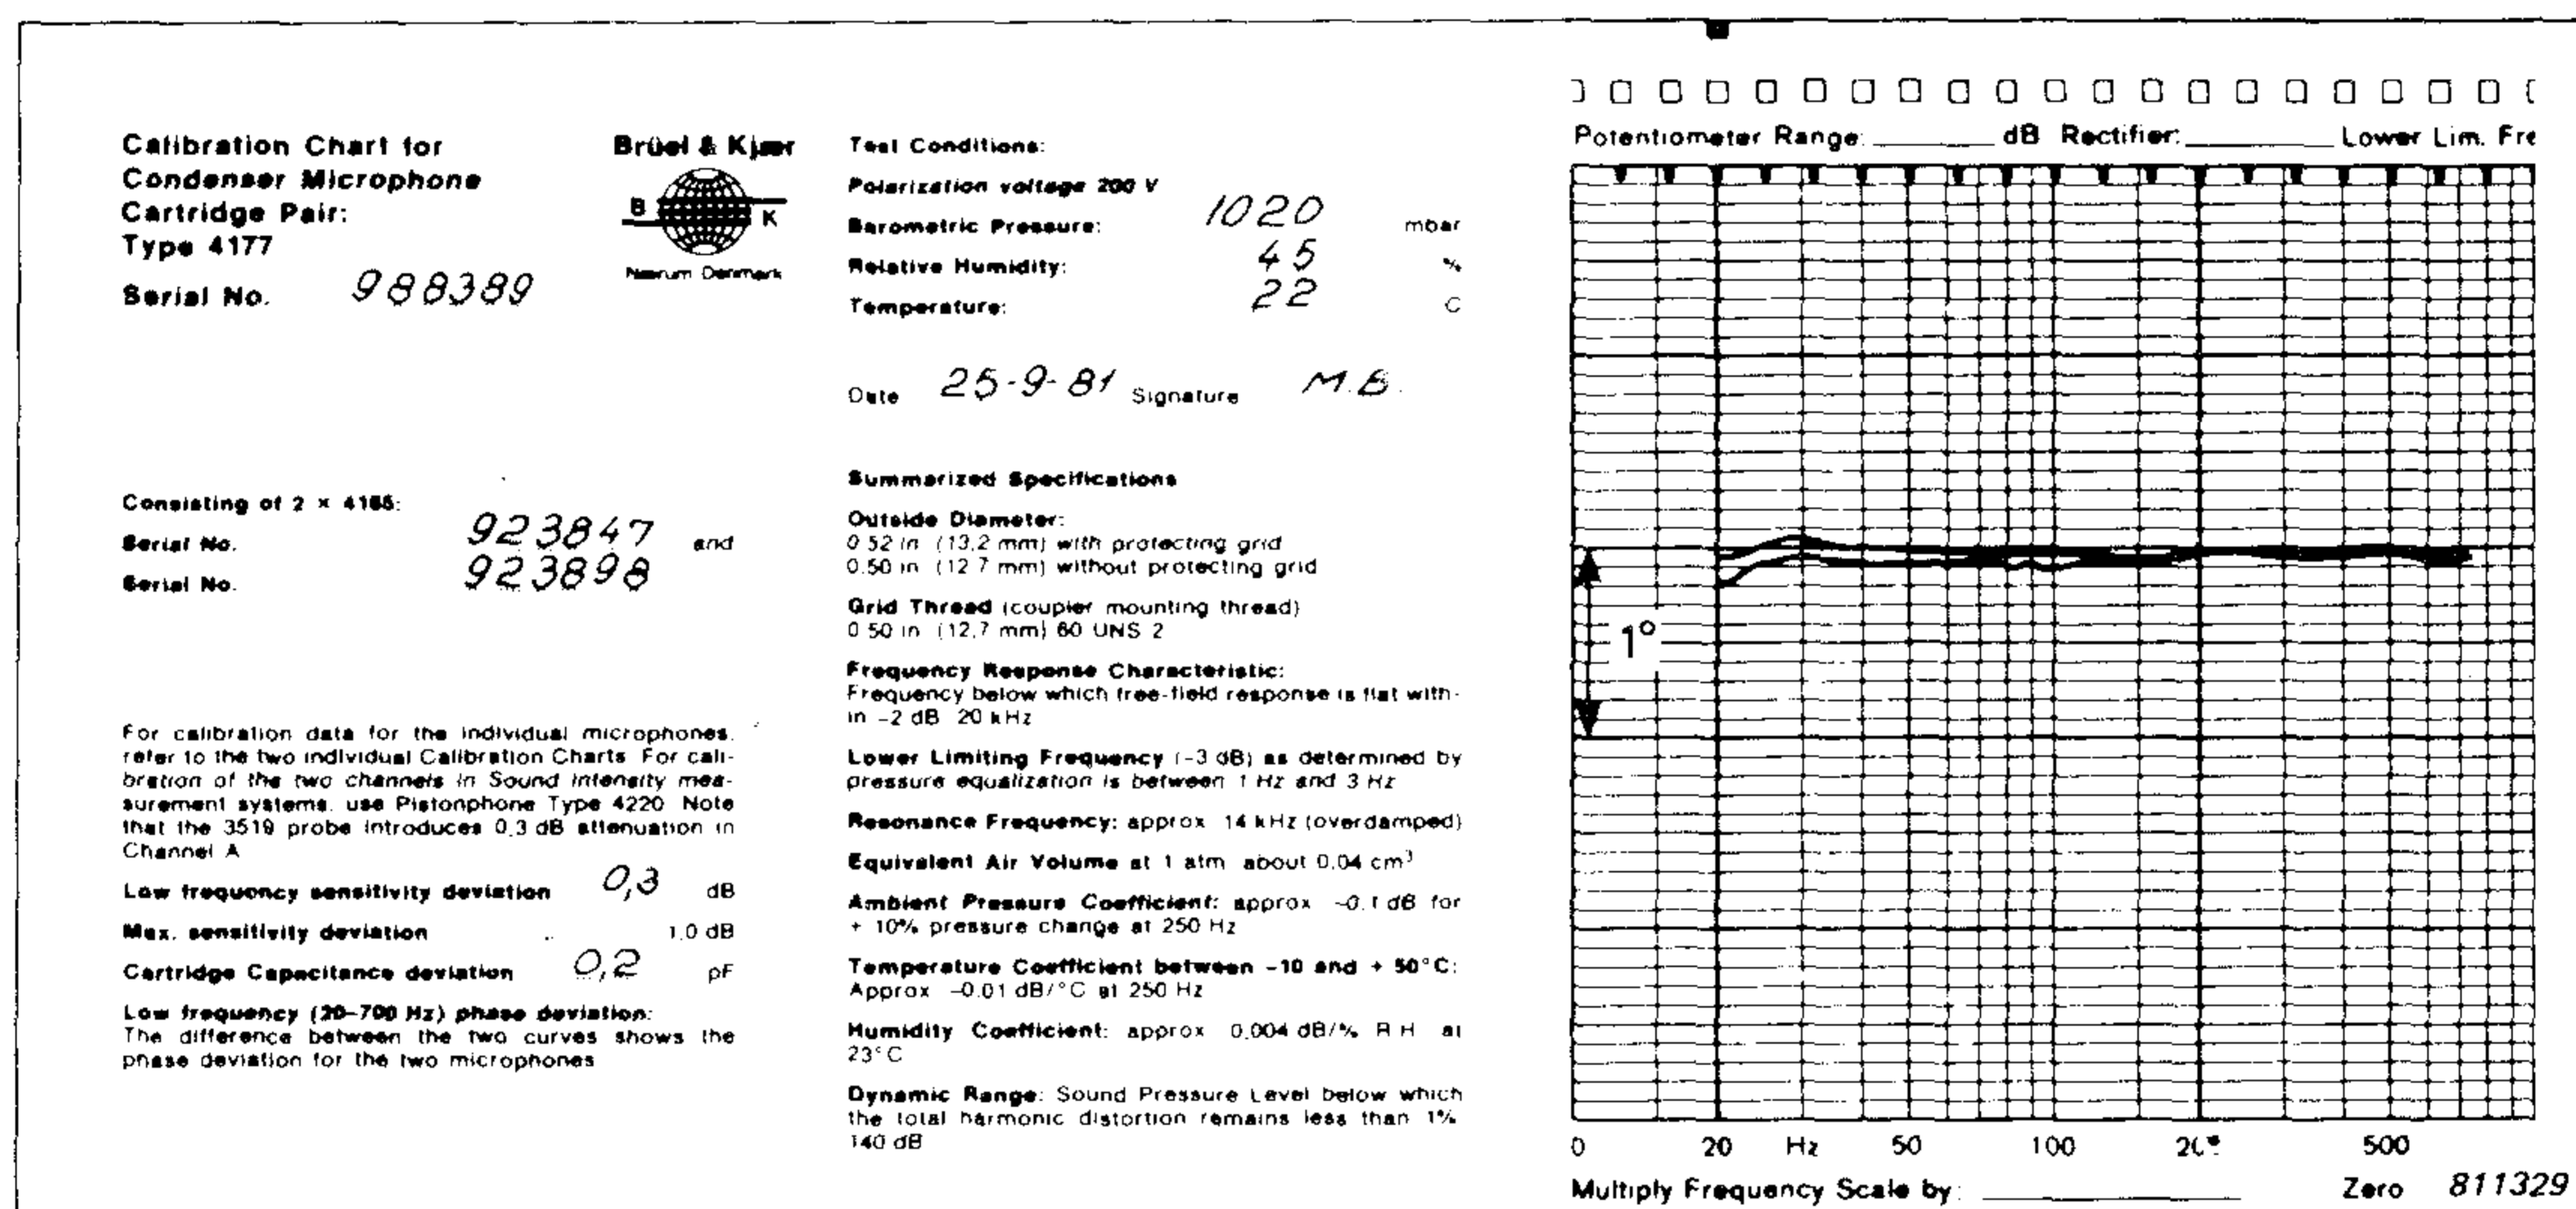 Calibration Chart for
Condenser Microphone
Cartridge Pair:
Type 4177
Serial No. 988389
Brüel & Kjær
B K
Nærum Denmark
Consisting of 2 × 4165:
Serial No. 923847 and
Serial No. 923898
For calibration data for the individual microphones,
refer to the two individual Calibration Charts. For cali-
bration of the two channels in Sound Intensity mea-
surement systems, use Pistonphone Type 4220. Note
that the 3519 probe introduces 0,3 dB attenuation in
Channel A
Low frequency sensitivity deviation 0,3 dB
Max. sensitivity deviation 1,0 dB
Cartridge Capacitance deviation 0,2 pF
Low frequency (20–700 Hz) phase deviation:
The difference between the two curves shows the
phase deviation for the two microphones
Test Conditions:
Polarization voltage 200 V
Barometric Pressure: 1020 mbar
Relative Humidity: 45 %
Temperature: 22 C
Date 25-9-81 Signature M.B.
Summarized Specifications
Outside Diameter:
0.52 in (13,2 mm) with protecting grid
0.50 in (12.7 mm) without protecting grid
Grid Thread (coupler mounting thread)
0.50 in (12,7 mm) 60 UNS 2
Frequency Response Characteristic:
Frequency below which free-field response is flat with-
in –2 dB 20 kHz
Lower Limiting Frequency (–3 dB) as determined by
pressure equalization is between 1 Hz and 3 Hz
Resonance Frequency: approx 14 kHz (overdamped)
Equivalent Air Volume at 1 atm about 0,04 cm³
Ambient Pressure Coefficient: approx –0.1 dB for
+ 10% pressure change at 250 Hz
Temperature Coefficient between –10 and + 50°C:
Approx –0.01 dB/°C at 250 Hz
Humidity Coefficient: approx 0,004 dB/% R H at
23°C
Dynamic Range: Sound Pressure Level below which
the total harmonic distortion remains less than 1%
140 dB
Potentiometer Range: dB Rectifier: Lower Lim. Fre
1°
0 20 Hz 50 100 500
Multiply Frequency Scale by: Zero 811329